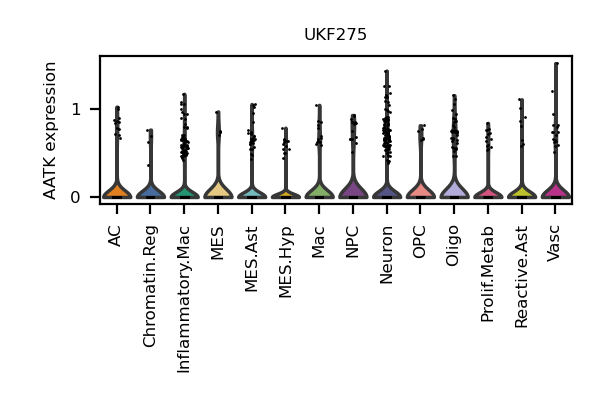 UKF275
AATK expression
1
0
AC
Chromatin.Reg
Inflammatory.Mac
MES
MES.Ast
MES.Hyp
Mac
NPC
Neuron
OPC
Oligo
Prolif.Metab
Reactive.Ast
Vasc